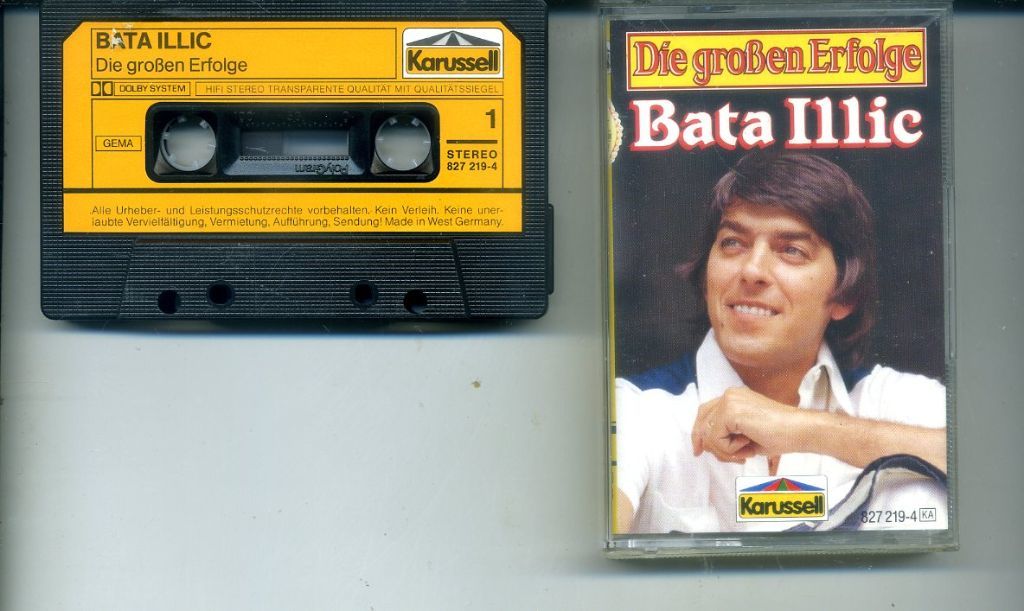 BATA ILLIC
Die großen Erfolge
Karussell
DOLBY SYSTEM
HIFI STEREO TRANSPARENTE QUALITÄT MIT QUALITÄTSSIEGEL
1
GEMA
PolyGram
STEREO
827 219-4
Alle Urheber- und Leistungsschutzrechte vorbehalten. Kein Verleih. Keine uner-
laubte Vervielfältigung, Vermietung, Aufführung, Sendung! Made in West Germany.
Die großen Erfolge
Bata Illic
Karussell
827 219-4 KA